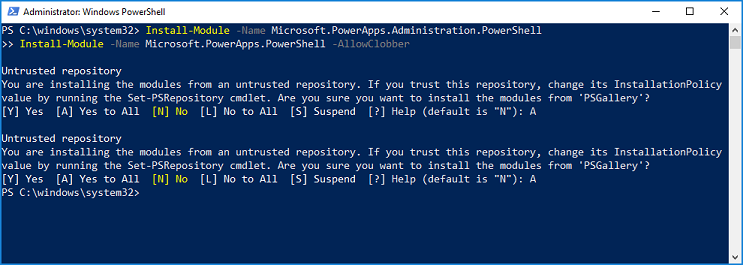 Administrator: Windows PowerShell
PS C:\windows\system32> Install-Module -Name Microsoft.PowerApps.Administration.PowerShell
>> Install-Module -Name Microsoft.PowerApps.PowerShell -AllowClobber
Untrusted repository
You are installing the modules from an untrusted repository. If you trust this repository, change its InstallationPolicy
value by running the Set-PSRepository cmdlet. Are you sure you want to install the modules from 'PSGallery'?
[Y] Yes  [A] Yes to All  [N] No  [L] No to All  [S] Suspend  [?] Help (default is "N"): A
Untrusted repository
You are installing the modules from an untrusted repository. If you trust this repository, change its InstallationPolicy
value by running the Set-PSRepository cmdlet. Are you sure you want to install the modules from 'PSGallery'?
[Y] Yes  [A] Yes to All  [N] No  [L] No to All  [S] Suspend  [?] Help (default is "N"): A
PS C:\windows\system32>